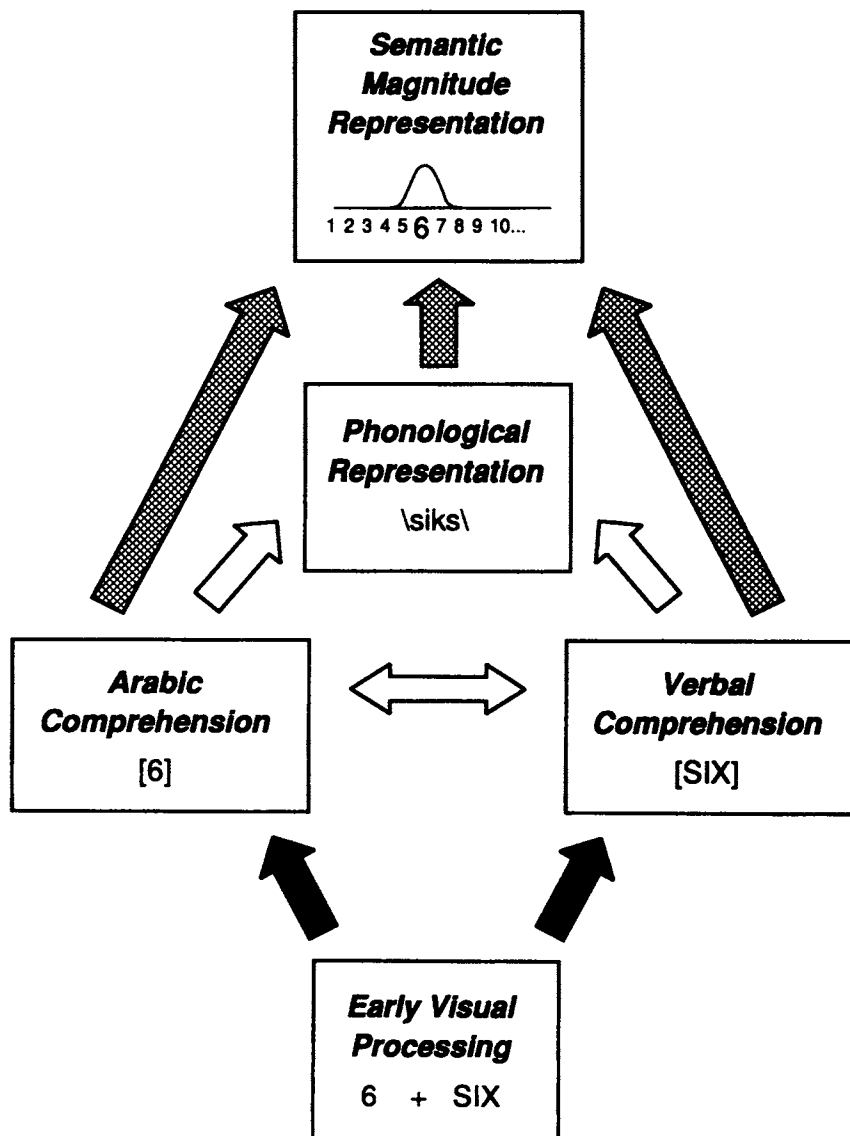 Semantic
Magnitude
Representation
1 2 3 4 5 6 7 8 9 10...
Phonological
Representation
\siks\
Arabic
Comprehension
[6]
Verbal
Comprehension
[SIX]
Early Visual
Processing
6 + SIX